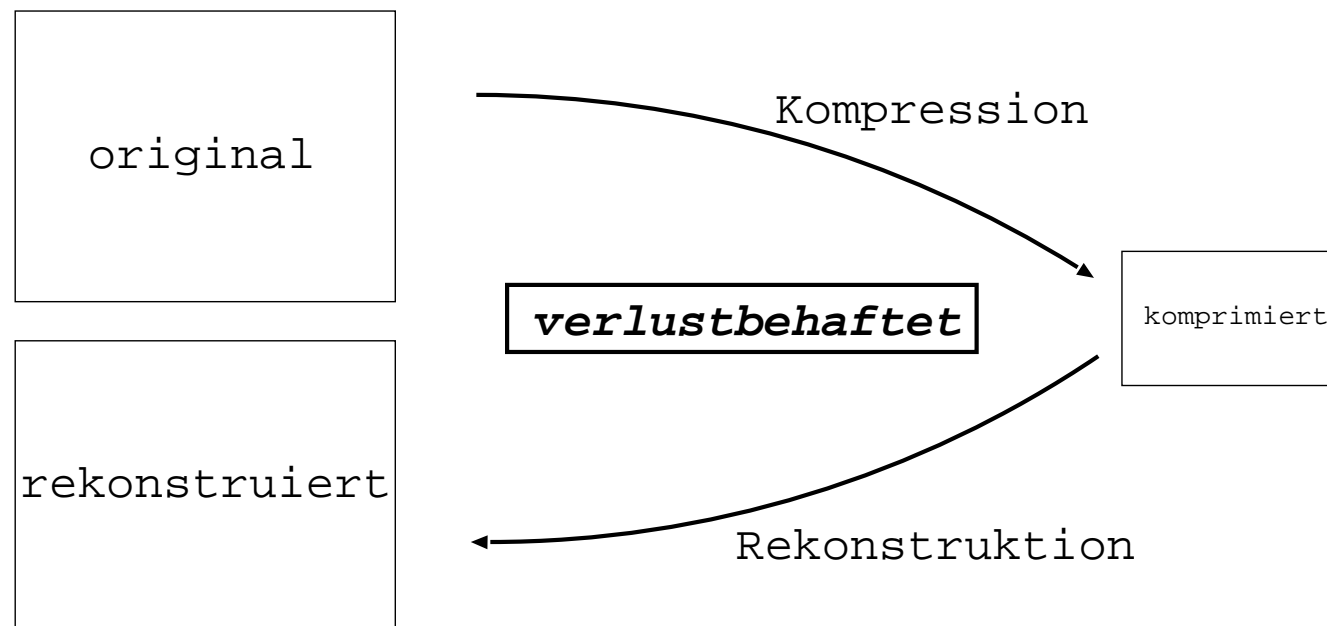 original
Kompression
verlustbehaftet
komprimiert
rekonstruiert
Rekonstruktion